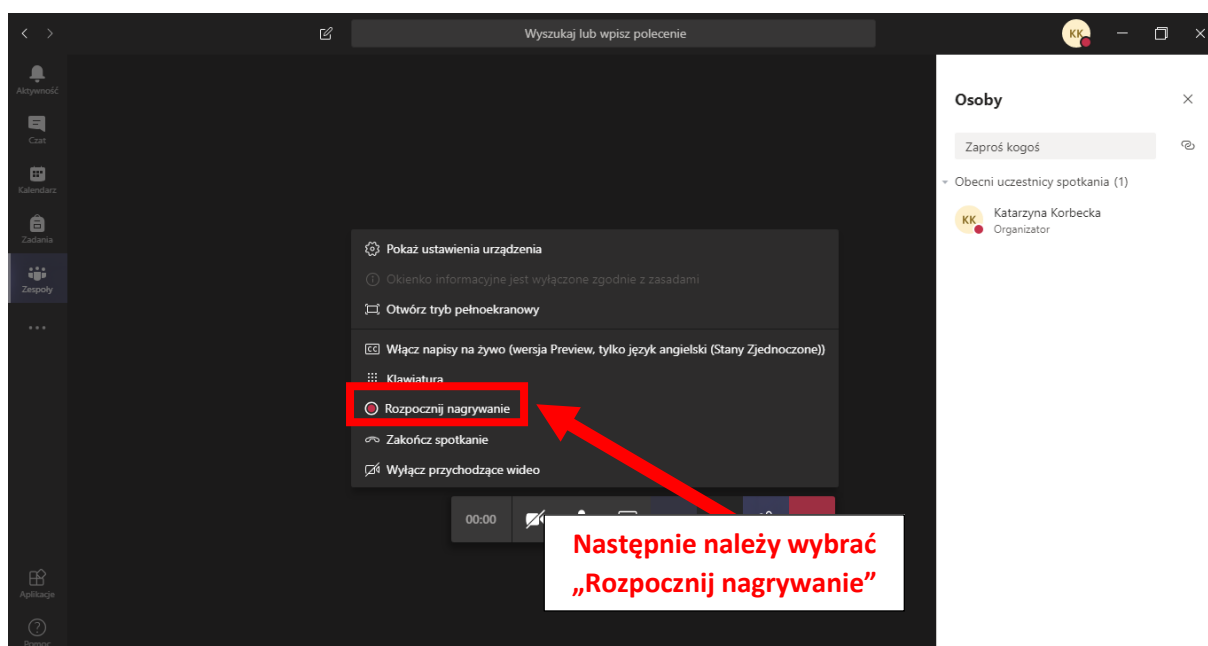 Wyszukaj lub wpisz polecenie
KK
Aktywność
Czat
Kalendarz
Zadania
Zespoły
Aplikacje
Pomoc
Pokaż ustawienia urządzenia
Okienko informacyjne jest wyłączone zgodnie z zasadami
Otwórz tryb pełnoekranowy
CC Włącz napisy na żywo (wersja Preview, tylko język angielski (Stany Zjednoczone))
Klawiatura
Rozpocznij nagrywanie
Zakończ spotkanie
Wyłącz przychodzące wideo
00:00
Następnie należy wybrać
„Rozpocznij nagrywanie”
Osoby
Zaproś kogoś
Obecni uczestnicy spotkania (1)
KK Katarzyna Korbecka
Organizator